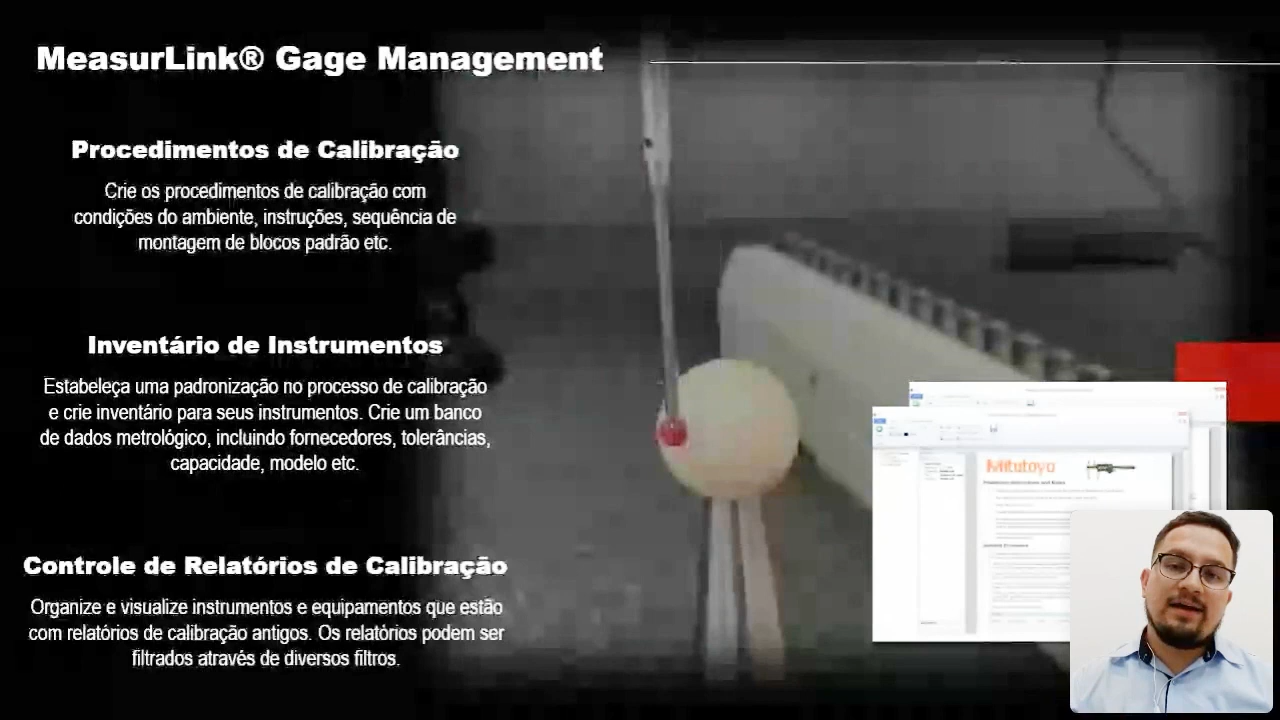 MeasurLink® Gage Management
Procedimentos de Calibração
Crie os procedimentos de calibração com
condições do ambiente, instruções, sequência de
montagem de blocos padrão etc.
Inventário de Instrumentos
Estabeleça uma padronização no processo de calibração
e crie inventário para seus instrumentos. Crie um banco
de dados metrológico, incluindo fornecedores, tolerâncias,
capacidade, modelo etc.
Controle de Relatórios de Calibração
Organize e visualize instrumentos e equipamentos que estão
com relatórios de calibração antigos. Os relatórios podem ser
filtrados através de diversos filtros.
Mitutoyo